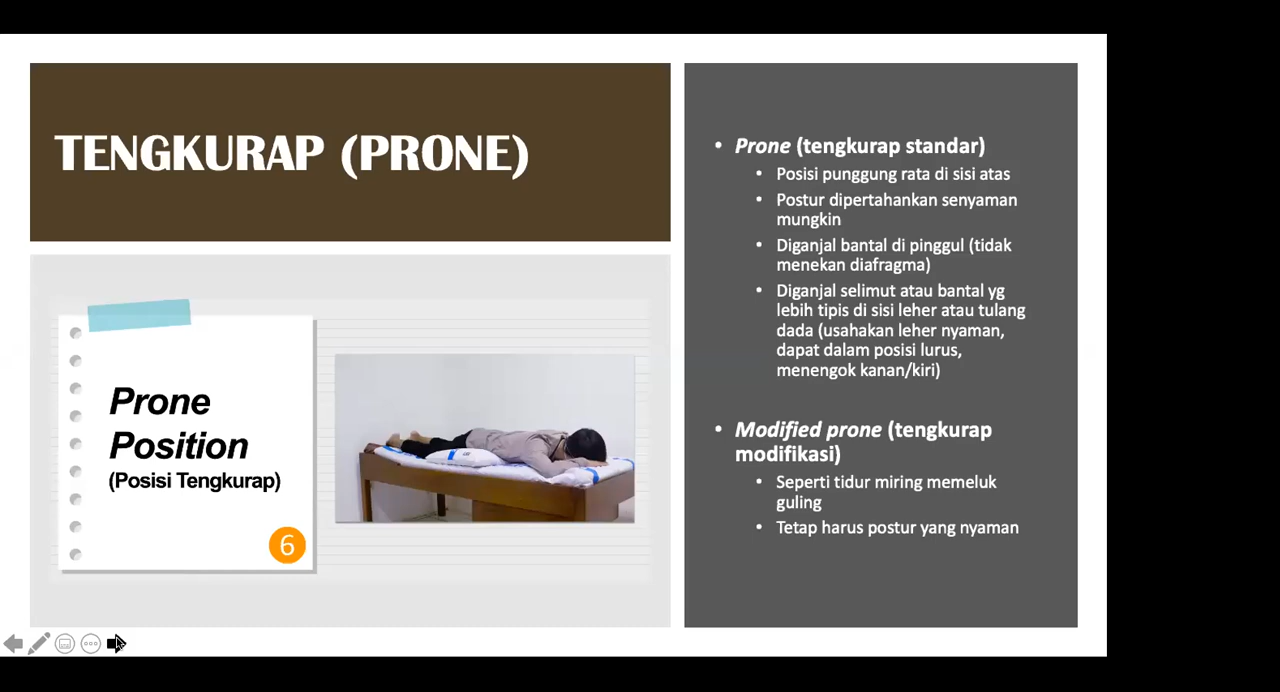 TENGKURAP (PRONE)
Prone
Position
(Posisi Tengkurap)
6
• Prone (tengkurap standar)
• Posisi punggung rata di sisi atas
• Postur dipertahankan senyaman
mungkin
• Diganjal bantal di pinggul (tidak
menekan diafragma)
• Diganjal selimut atau bantal yg
lebih tipis di sisi leher atau tulang
dada (usahakan leher nyaman,
dapat dalam posisi lurus,
menengok kanan/kiri)
• Modified prone (tengkurap
modifikasi)
• Seperti tidur miring memeluk
guling
• Tetap harus postur yang nyaman